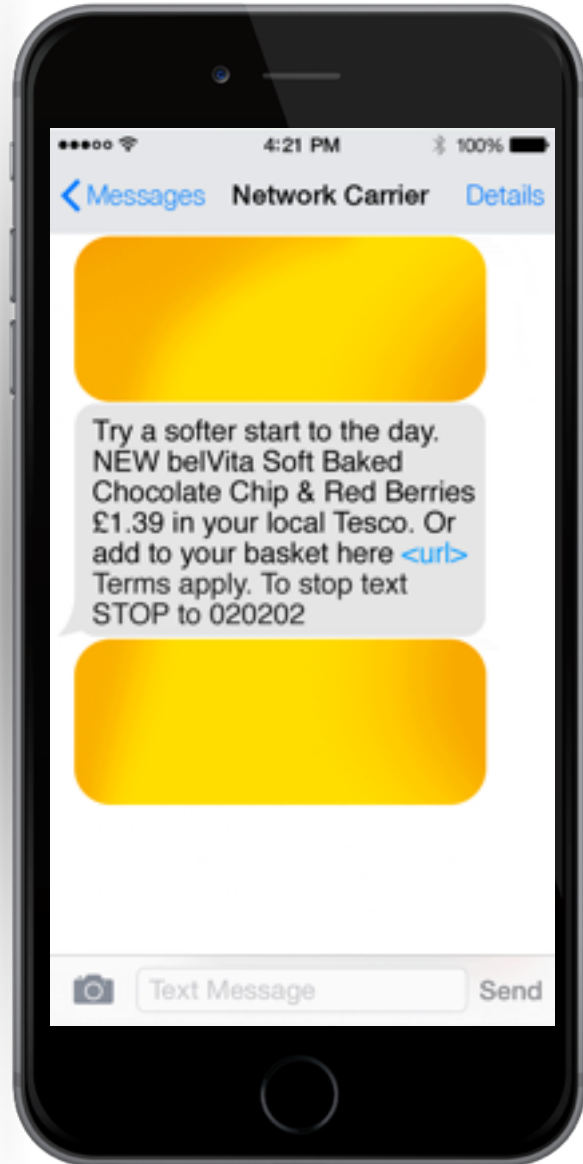 4:21 PM
100%
Messages
Network Carrier
Details
Try a softer start to the day.
NEW belVita Soft Baked
Chocolate Chip & Red Berries
£1.39 in your local Tesco. Or
add to your basket here <url>
Terms apply. To stop text
STOP to 020202
Text Message
Send